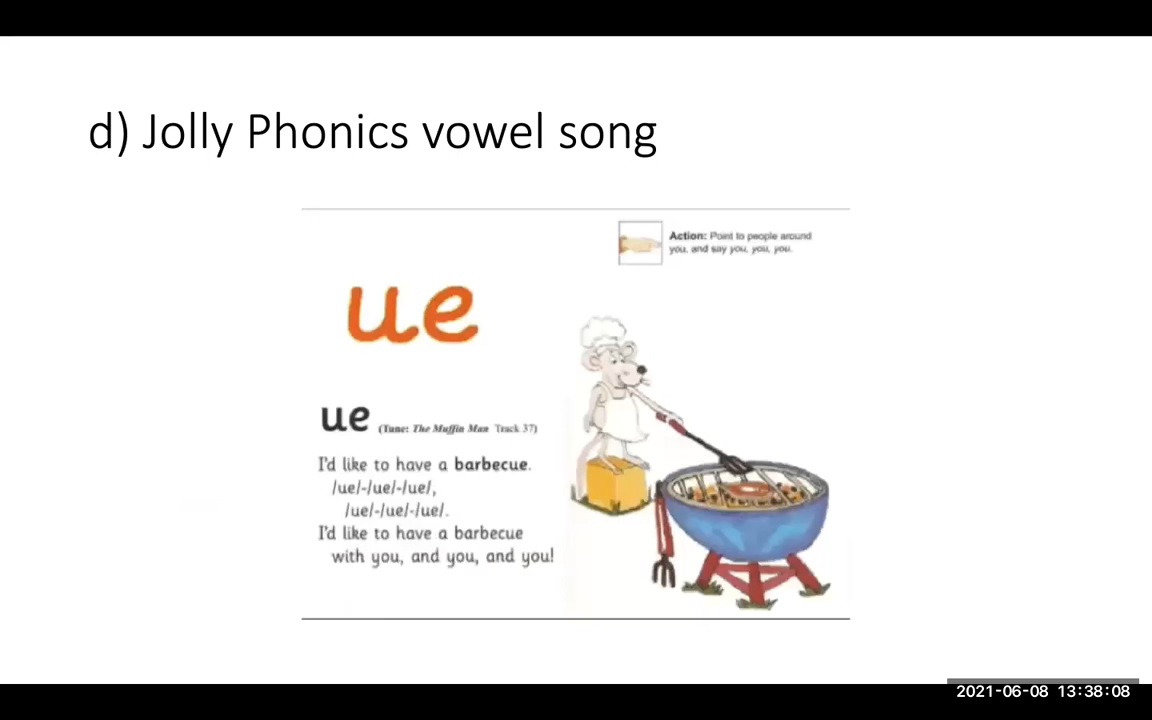 d) Jolly Phonics vowel song
Action: Point to people around
you, and say you, you, you.
ue
ue (Tune: The Muffin Man Track 37)
I'd like to have a barbecue.
/ue/-/ue/-/ue/,
/ue/-/ue/-/ue/.
I'd like to have a barbecue
with you, and you, and you!
2021-06-08 13:38:08